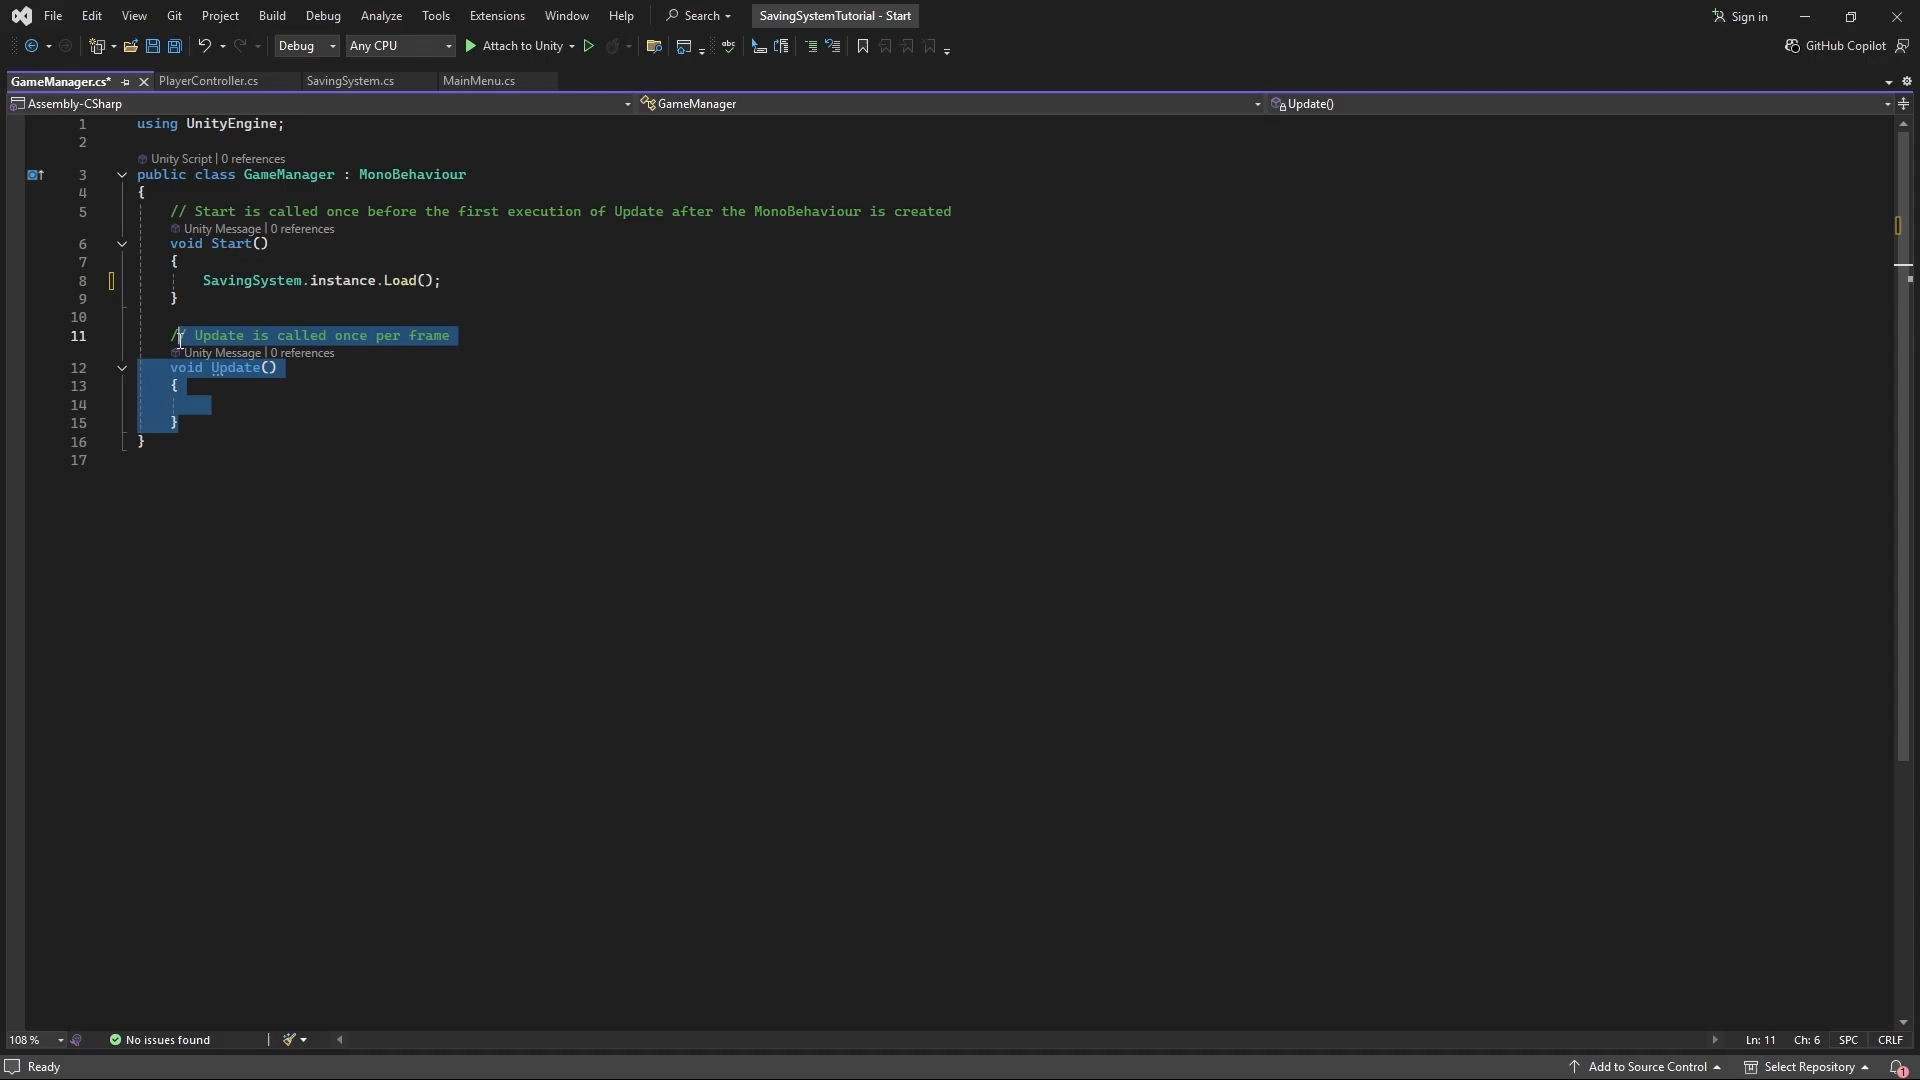 File Edit View Git Project Build Debug Analyze Tools Extensions Window Help Search SavingSystemTutorial - Start Sign in
Debug Any CPU Attach to Unity GitHub Copilot
GameManager.cs* PlayerController.cs SavingSystem.cs MainMenu.cs
Assembly-CSharp GameManager Update()
1 using UnityEngine;
2
Unity Script | 0 references
3 public class GameManager : MonoBehaviour
4 {
5 // Start is called once before the first execution of Update after the MonoBehaviour is created
Unity Message | 0 references
6 void Start()
7 {
8 SavingSystem.instance.Load();
9 }
10
11 // Update is called once per frame
Unity Message | 0 references
12 void Update()
13 {
14
15 }
16 }
17
108 % No issues found Ln: 11 Ch: 6 SPC CRLF
Ready Add to Source Control Select Repository 1